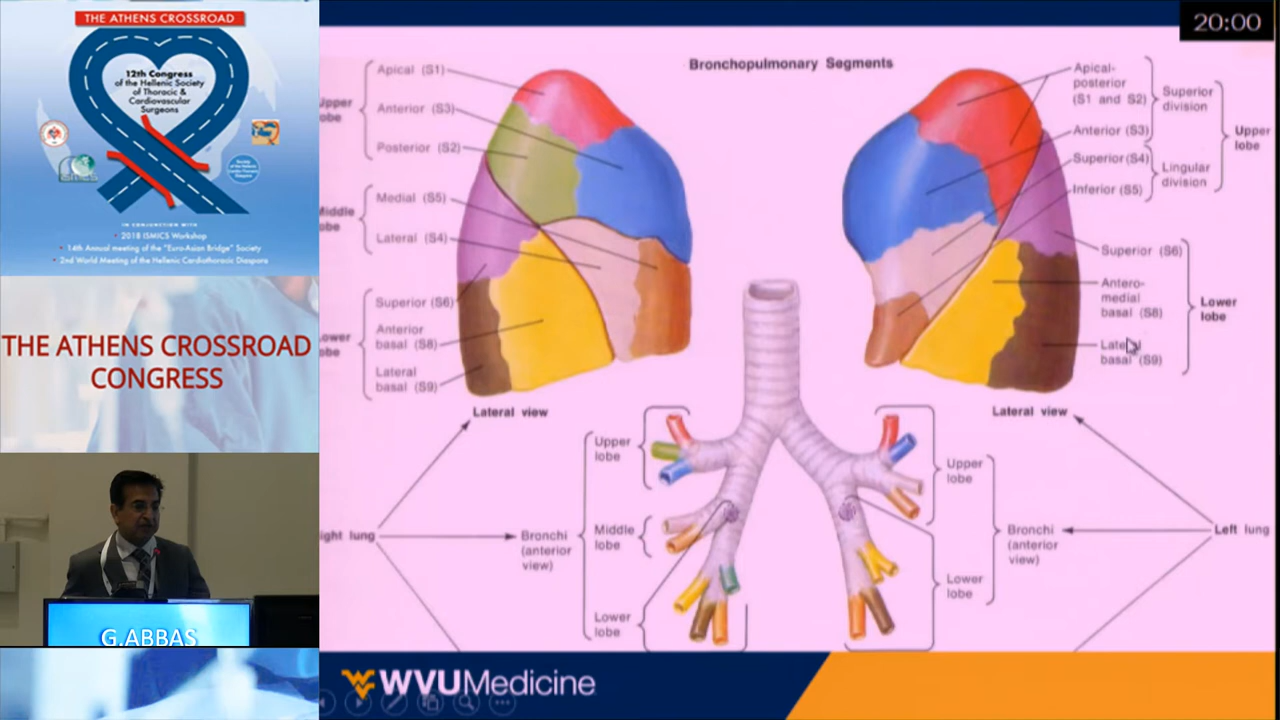 THE ATHENS CROSSROAD
12th Congress
of the Hellenic Society
of Thoracic &
Cardiovascular
Surgeons
IN CONJUNCTION WITH
• 2018 ISMICS Workshop
• 14th Annual meeting of the "Euro-Asian Bridge" Society
• 2nd World Meeting of the Hellenic Cardiothoracic Diaspora
THE ATHENS CROSSROAD
CONGRESS
G.ABBAS
20:00
Bronchopulmonary Segments
Apical (S1)
Anterior (S3)
Posterior (S2)
Upper
obe
Medial (S5)
Lateral (S4)
Middle
obe
Superior (S6)
Anterior
basal (S8)
Lateral
basal (S9)
ower
obe
Lateral view
Apical-
posterior
(S1 and S2)
Anterior (S3)
Superior
division
Superior (S4)
Inferior (S5)
Lingular
division
Upper
lobe
Superior (S6)
Antero-
medial
basal (S8)
Lateral
basal (S9)
Lower
lobe
Lateral view
ight lung
Bronchi
(anterior
view)
Upper
lobe
Middle
lobe
Lower
lobe
Upper
lobe
Lower
lobe
Bronchi
(anterior
view)
Left lung
WVUMedicine